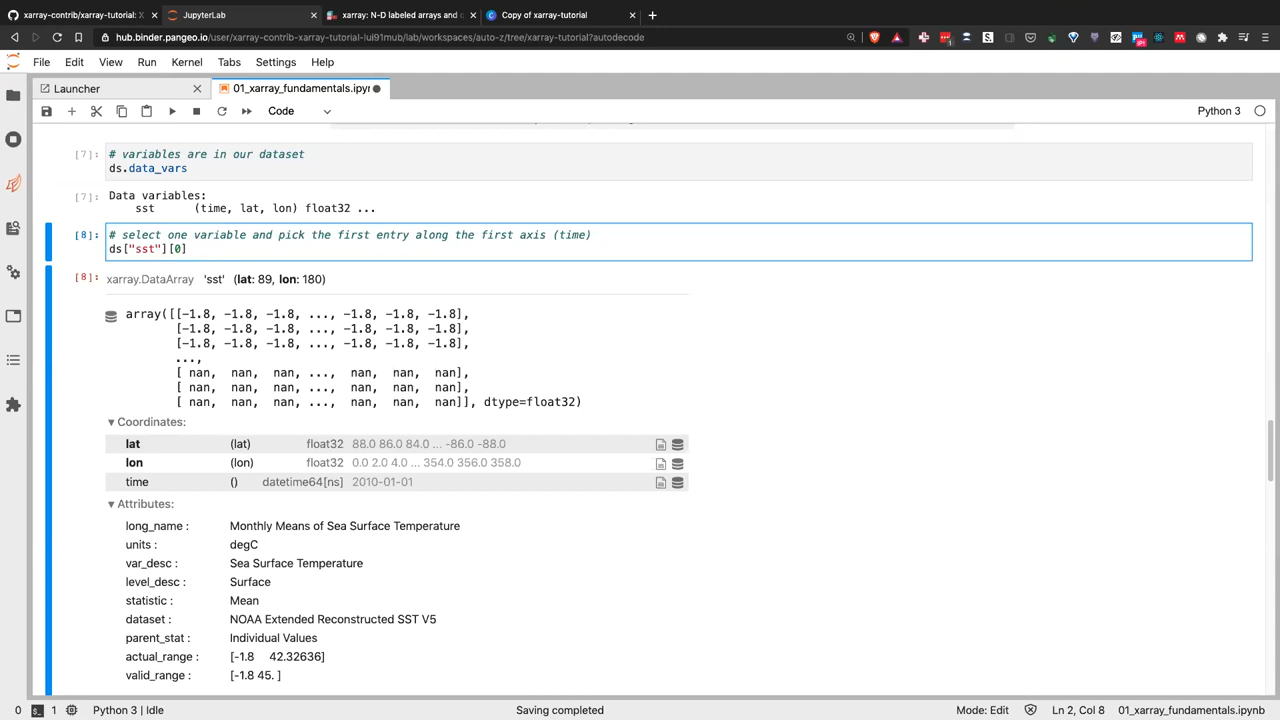 xarray-contrib/xarray-tutorial: X
JupyterLab
xarray: N-D labeled arrays and
Copy of xarray-tutorial
hub.binder.pangeo.io/user/xarray-contrib-xarray-tutorial-lui91mub/lab/workspaces/auto-z/tree/xarray-tutorial?autodecode
File Edit View Run Kernel Tabs Settings Help
Launcher
01_xarray_fundamentals.ipyn
Code
Python 3
[7]:
# variables are in our dataset
ds.data_vars
[7]:
Data variables:
sst (time, lat, lon) float32 ...
[8]:
# select one variable and pick the first entry along the first axis (time)
ds["sst"][0]
[8]:
xarray.DataArray 'sst' (lat: 89, lon: 180)
array([[-1.8, -1.8, -1.8, ..., -1.8, -1.8, -1.8],
[-1.8, -1.8, -1.8, ..., -1.8, -1.8, -1.8],
[-1.8, -1.8, -1.8, ..., -1.8, -1.8, -1.8],
...,
[ nan, nan, nan, ..., nan, nan, nan],
[ nan, nan, nan, ..., nan, nan, nan],
[ nan, nan, nan, ..., nan, nan, nan]], dtype=float32)
Coordinates:
lat (lat) float32 88.0 86.0 84.0 ... -86.0 -88.0
lon (lon) float32 0.0 2.0 4.0 ... 354.0 356.0 358.0
time () datetime64[ns] 2010-01-01
Attributes:
long_name : Monthly Means of Sea Surface Temperature
units : degC
var_desc : Sea Surface Temperature
level_desc : Surface
statistic : Mean
dataset : NOAA Extended Reconstructed SST V5
parent_stat : Individual Values
actual_range : [-1.8 42.32636]
valid_range : [-1.8 45. ]
0 1 Python 3 | Idle
Saving completed
Mode: Edit Ln 2, Col 8 01_xarray_fundamentals.ipynb